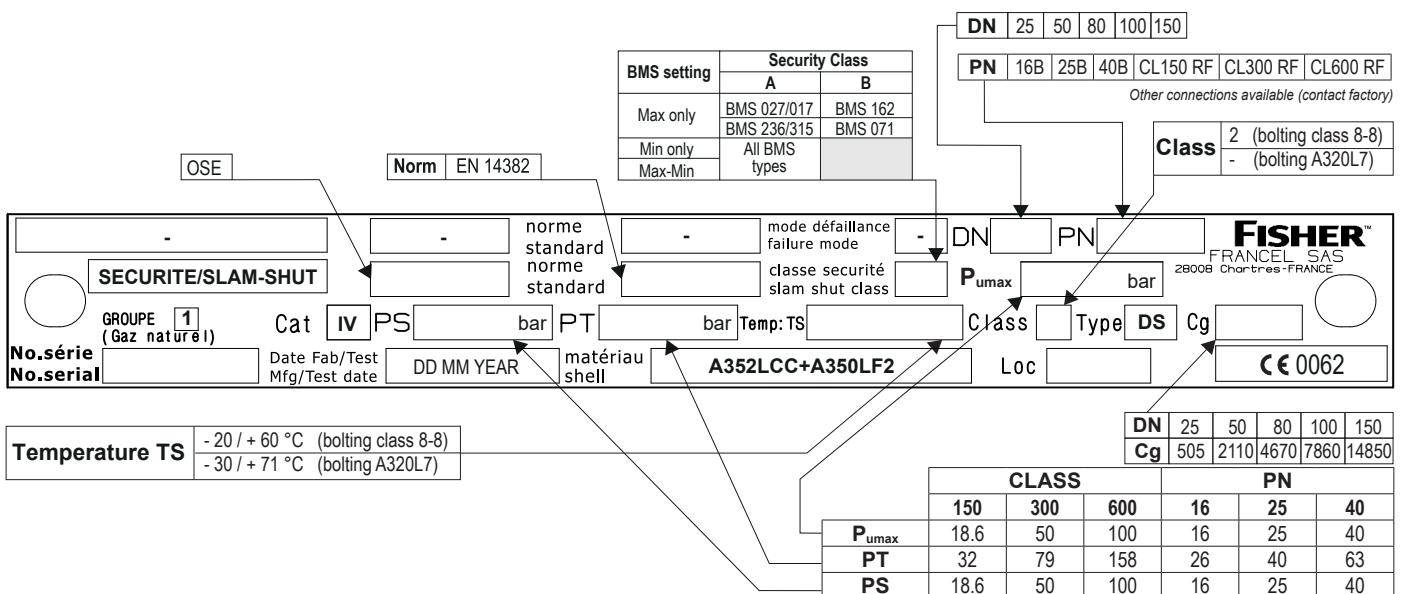 DN 25 50 80 100 150
BMS setting Security Class
A B
Max only BMS 027/017 BMS 162
BMS 236/315 BMS 071
Min only All BMS types
Max-Min
PN 16B 25B 40B CL150 RF CL300 RF CL600 RF
Other connections available (contact factory)
Class 2 (bolting class 8-8)
- (bolting A320L7)
OSE
Norm EN 14382
- - norme standard - mode défaillance failure mode - DN PN FISHER™
FRANCEL SAS
28008 Chartres-FRANCE
SECURITE/SLAM-SHUT norme standard classe securité slam shut class Pumax bar
GROUPE 1 (Gaz naturel) Cat IV PS bar PT bar Temp: TS Class Type DS Cg
No.série No.serial Date Fab/Test Mfg/Test date DD MM YEAR matériau shell A352LCC+A350LF2 Loc CE 0062
Temperature TS - 20 / + 60 °C (bolting class 8-8)
- 30 / + 71 °C (bolting A320L7)
DN 25 50 80 100 150
Cg 505 2110 4670 7860 14850
CLASS PN
150 300 600 16 25 40
Pumax 18.6 50 100 16 25 40
PT 32 79 158 26 40 63
PS 18.6 50 100 16 25 40